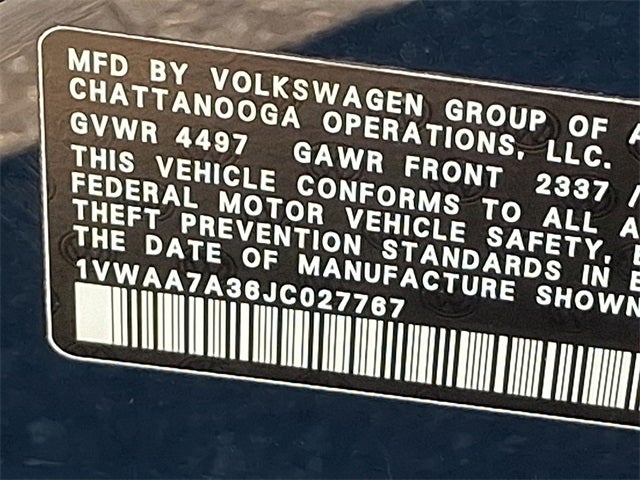 MFD BY VOLKSWAGEN GROUP OF
CHATTANOOGA OPERATIONS, LLC.
GVWR 4497 GAWR FRONT 2337
THIS VEHICLE CONFORMS TO ALL
FEDERAL MOTOR VEHICLE SAFETY,
THEFT PREVENTION STANDARDS IN
THE DATE OF MANUFACTURE SHOWN
1VWAA7A36JC027767